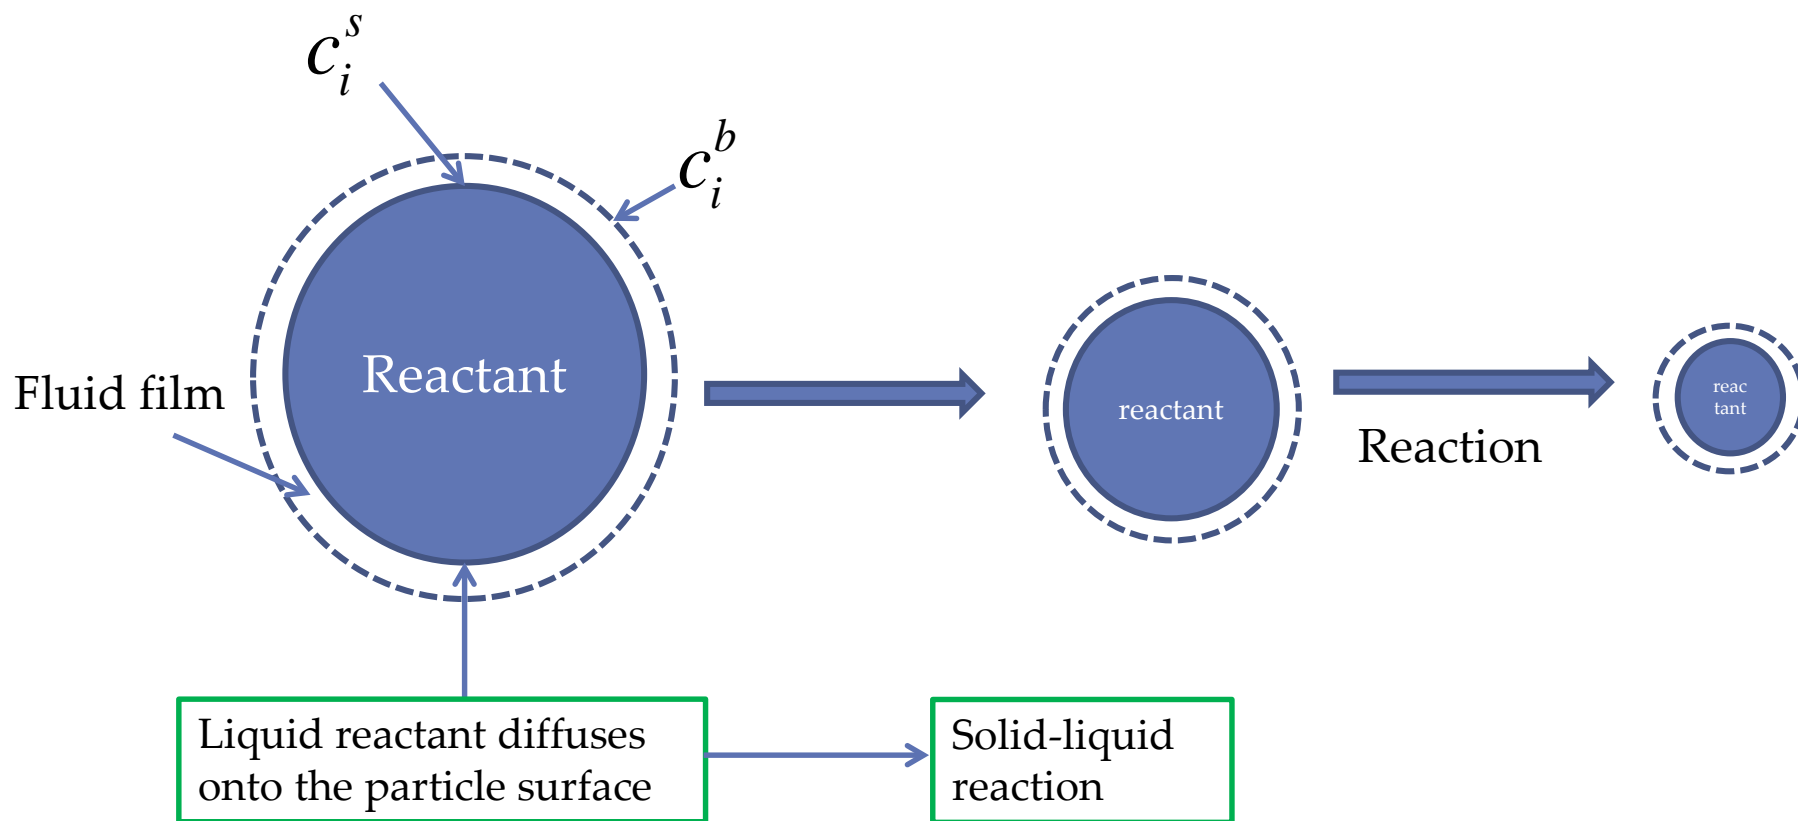 c_i^s
c_i^b
Reactant
Fluid film
reactant
Reaction
reac
tant
Liquid reactant diffuses
onto the particle surface
Solid-liquid
reaction